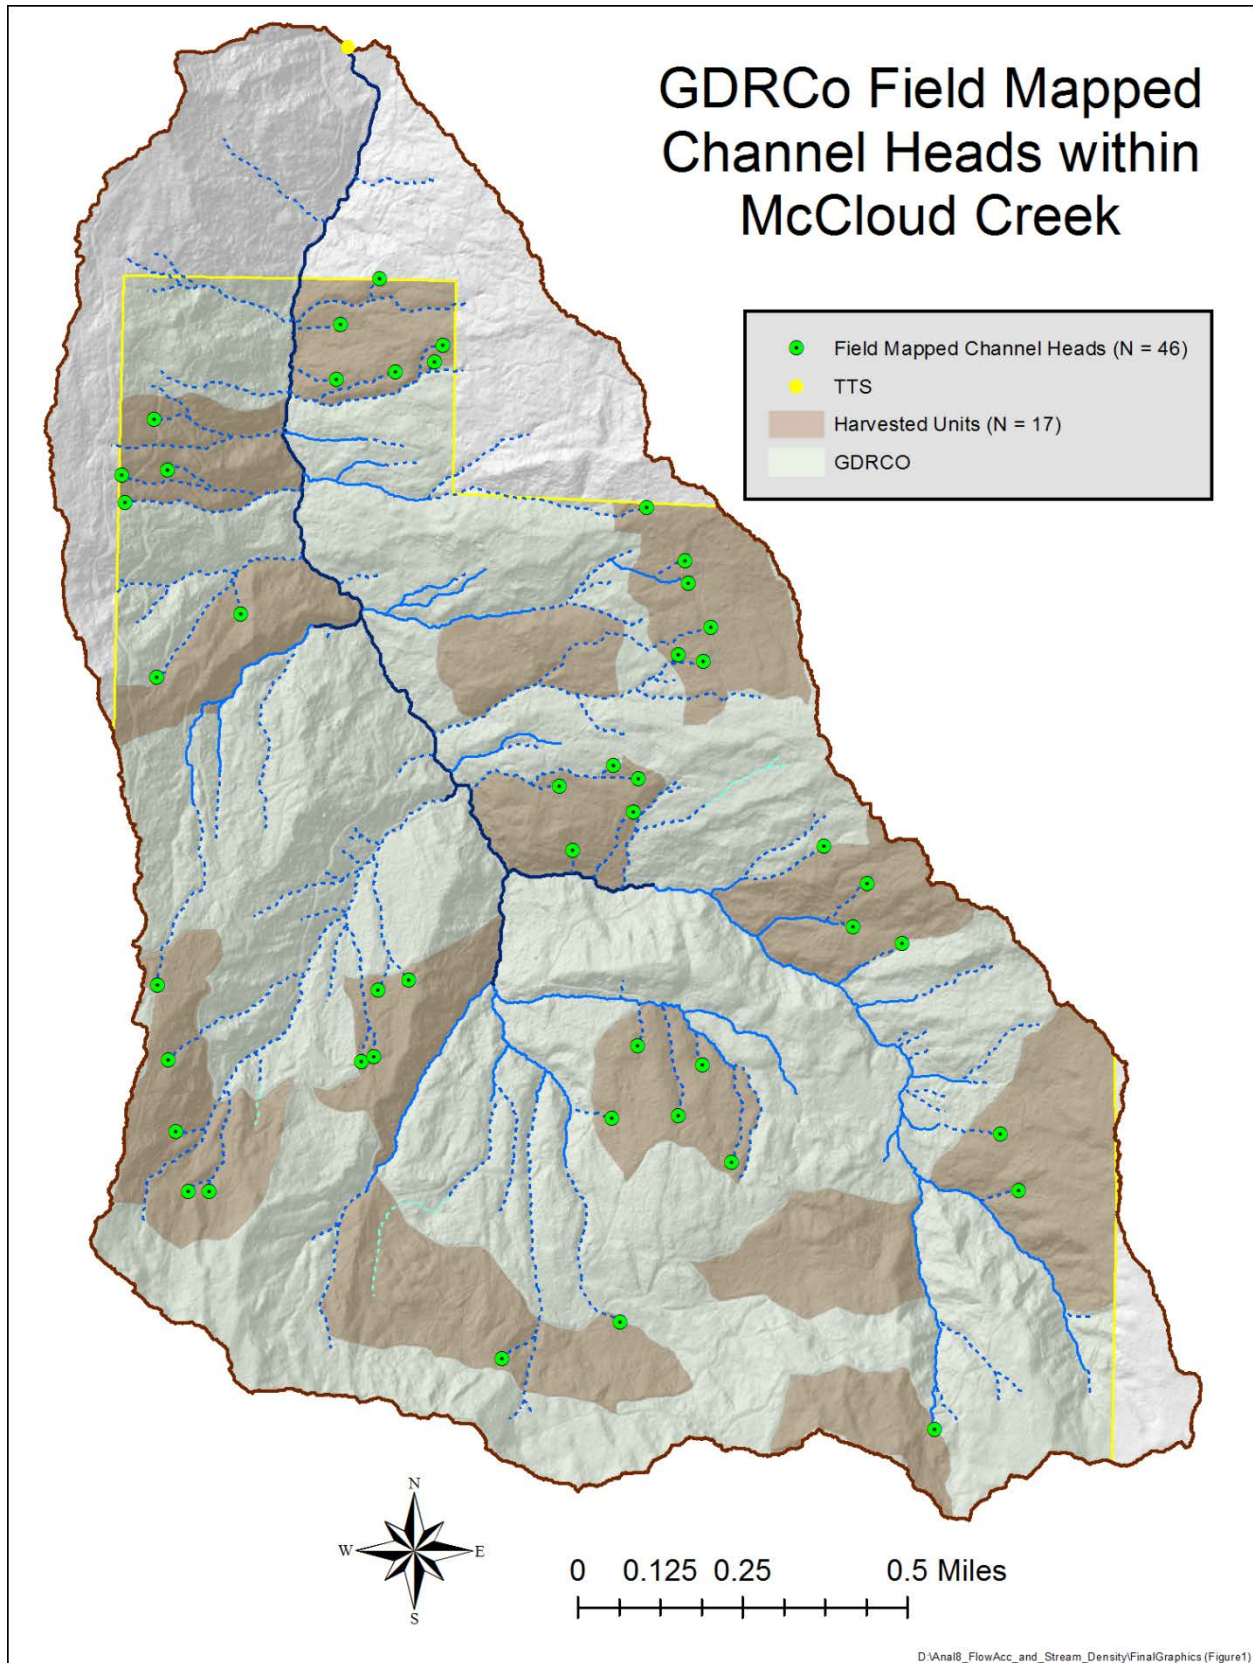 GDRCo Field Mapped
Channel Heads within
McCloud Creek
Field Mapped Channel Heads (N = 46)
TTS
Harvested Units (N = 17)
GDRCO
N
W E
S
0 0.125 0.25 0.5 Miles
D:\Anal8_FlowAcc_and_Stream_Density\FinalGraphics (Figure1)